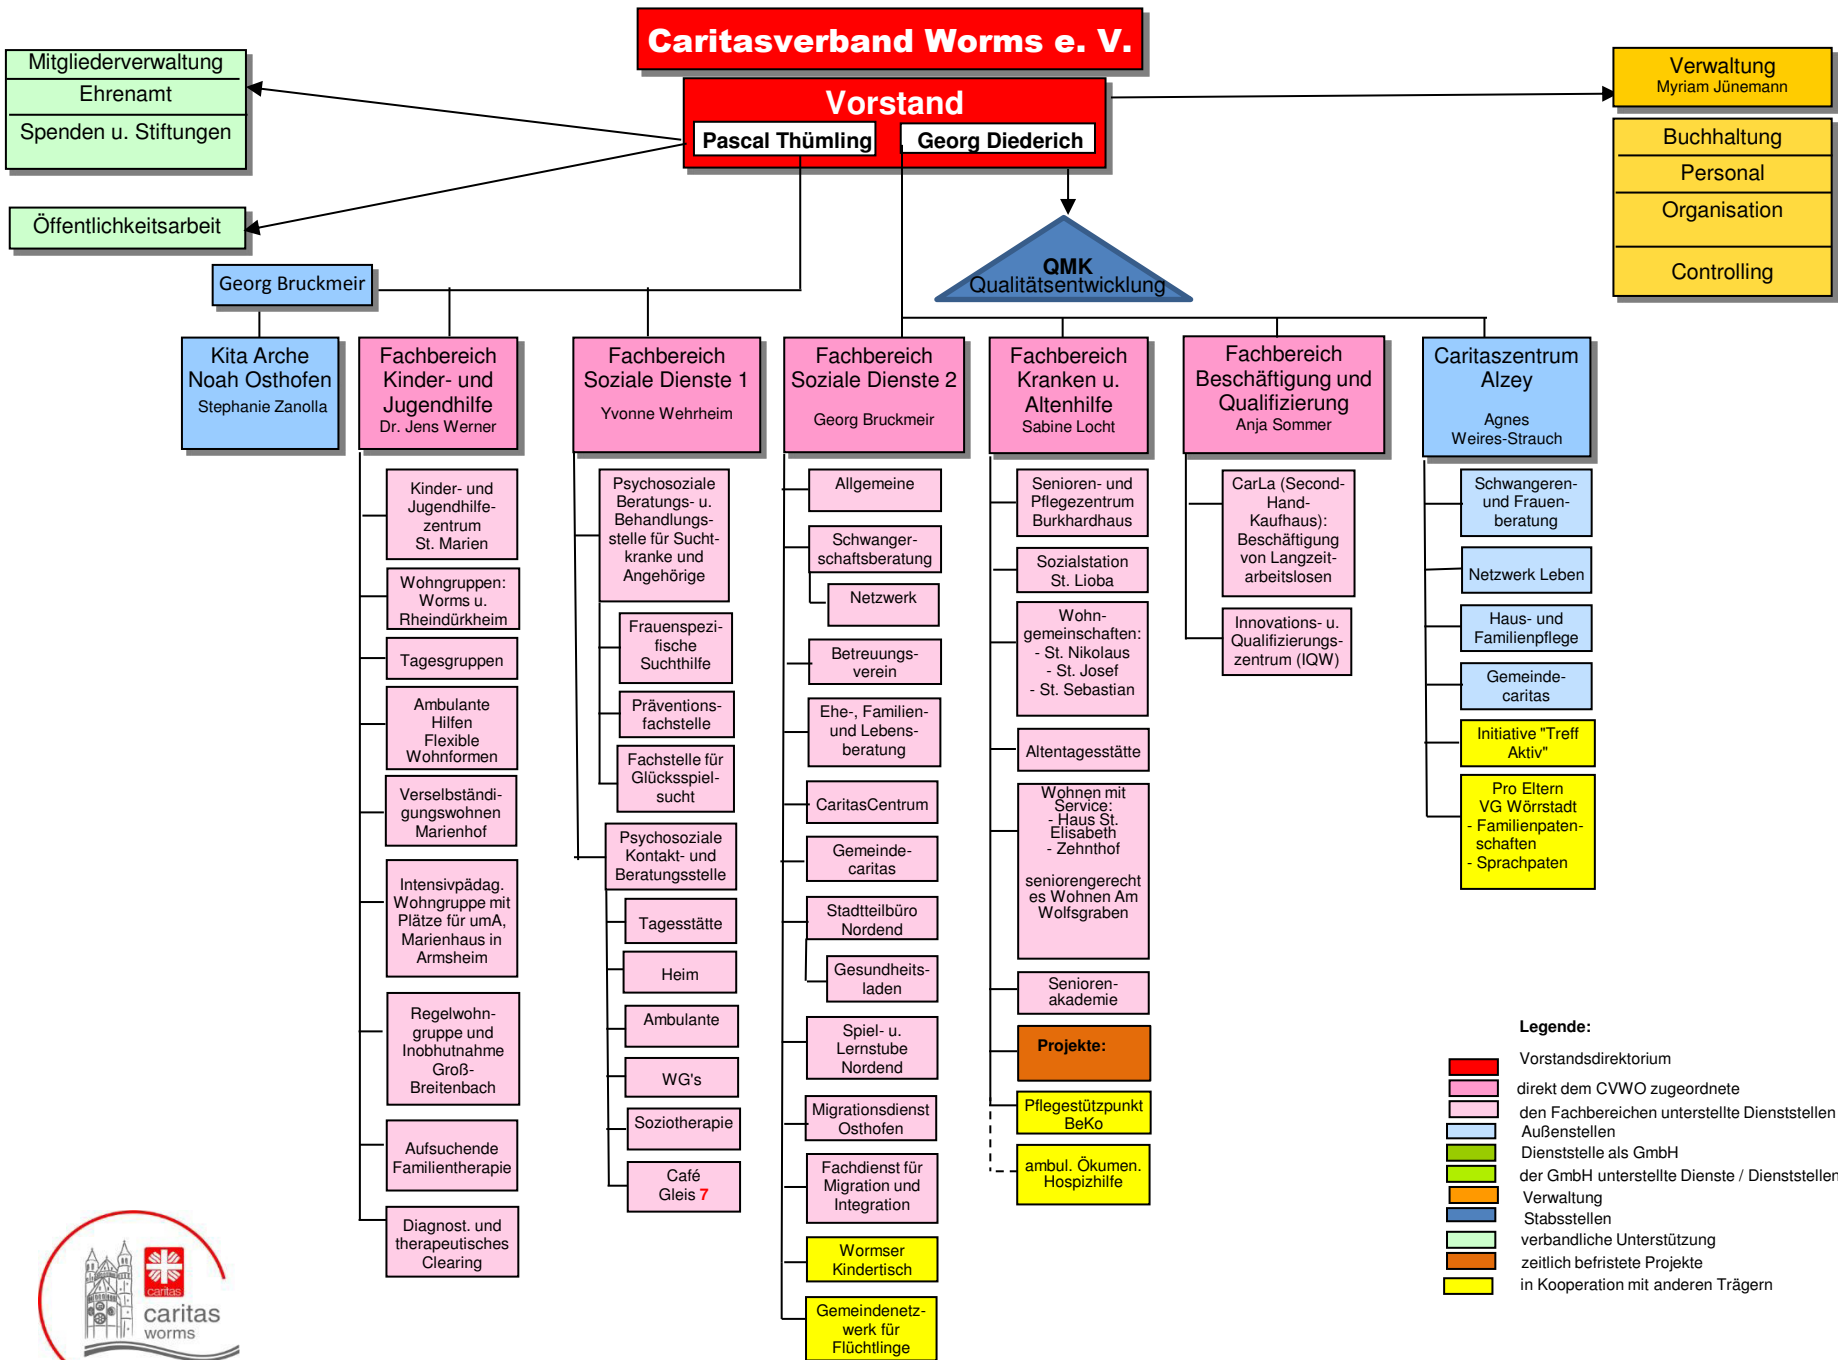 Caritasverband Worms e. V.
Vorstand
Pascal Thümling
Georg Diederich
Mitgliederverwaltung
Ehrenamt
Spenden u. Stiftungen
Öffentlichkeitsarbeit
Verwaltung
Myriam Jünemann
Buchhaltung
Personal
Organisation
Controlling
QMK
Qualitätsentwicklung
Georg Bruckmeir
Kita Arche
Noah Osthofen
Stephanie Zanolla
Fachbereich
Kinder- und
Jugendhilfe
Dr. Jens Werner
Kinder- und
Jugendhilfe-
zentrum
St. Marien
Wohngruppen:
Worms u.
Rheindürkheim
Tagesgruppen
Ambulante
Hilfen
Flexible
Wohnformen
Verselbständi-
gungswohnen
Marienhof
Intensivpädag.
Wohngruppe mit
Plätze für umA,
Marienhaus in
Armsheim
Regelwohn-
gruppe und
Inobhutnahme
Groß-
Breitenbach
Aufsuchende
Familientherapie
Diagnost. und
therapeutisches
Clearing
Fachbereich
Soziale Dienste 1
Yvonne Wehrheim
Psychosoziale
Beratungs- u.
Behandlungs-
stelle für Sucht-
kranke und
Angehörige
Frauenspezi-
fische
Suchthilfe
Präventions-
fachstelle
Fachstelle für
Glücksspiel-
sucht
Psychosoziale
Kontakt- und
Beratungsstelle
Tagesstätte
Heim
Ambulante
WG's
Soziotherapie
Café
Gleis 7
Fachbereich
Soziale Dienste 2
Georg Bruckmeir
Allgemeine
Schwanger-
schaftsberatung
Netzwerk
Betreuungs-
verein
Ehe-, Familien-
und Lebens-
beratung
CaritasCentrum
Gemeinde-
caritas
Stadtteilbüro
Nordend
Gesundheits-
laden
Spiel- u.
Lernstube
Nordend
Migrationsdienst
Osthofen
Fachdienst für
Migration und
Integration
Wormser
Kindertisch
Gemeindenetz-
werk für
Flüchtlinge
Fachbereich
Kranken u.
Altenhilfe
Sabine Locht
Senioren- und
Pflegezentrum
Burkhardhaus
Sozialstation
St. Lioba
Wohn-
gemeinschaften:
- St. Nikolaus
- St. Josef
- St. Sebastian
Altentagesstätte
Wohnen mit
Service:
- Haus St.
Elisabeth
- Zehnthof
seniorengerecht
es Wohnen Am
Wolfsgraben
Senioren-
akademie
Projekte:
Pflegestützpunkt
BeKo
ambul. Ökumen.
Hospizhilfe
Fachbereich
Beschäftigung und
Qualifizierung
Anja Sommer
CarLa (Second-
Hand-
Kaufhaus):
Beschäftigung
von Langzeit-
arbeitslosen
Innovations- u.
Qualifizierungs-
zentrum (IQW)
Caritaszentrum
Alzey
Agnes
Weires-Strauch
Schwangeren-
und Frauen-
beratung
Netzwerk Leben
Haus- und
Familienpflege
Gemeinde-
caritas
Initiative "Treff
Aktiv"
Pro Eltern
VG Wörrstadt
- Familienpaten-
schaften
- Sprachpaten
Legende:
Vorstandsdirektorium
direkt dem CVWO zugeordnete
den Fachbereichen unterstellte Dienststellen
Außenstellen
Dienststelle als GmbH
der GmbH unterstellte Dienste / Dienststellen
Verwaltung
Stabsstellen
verbandliche Unterstützung
zeitlich befristete Projekte
in Kooperation mit anderen Trägern
caritas
caritas
worms